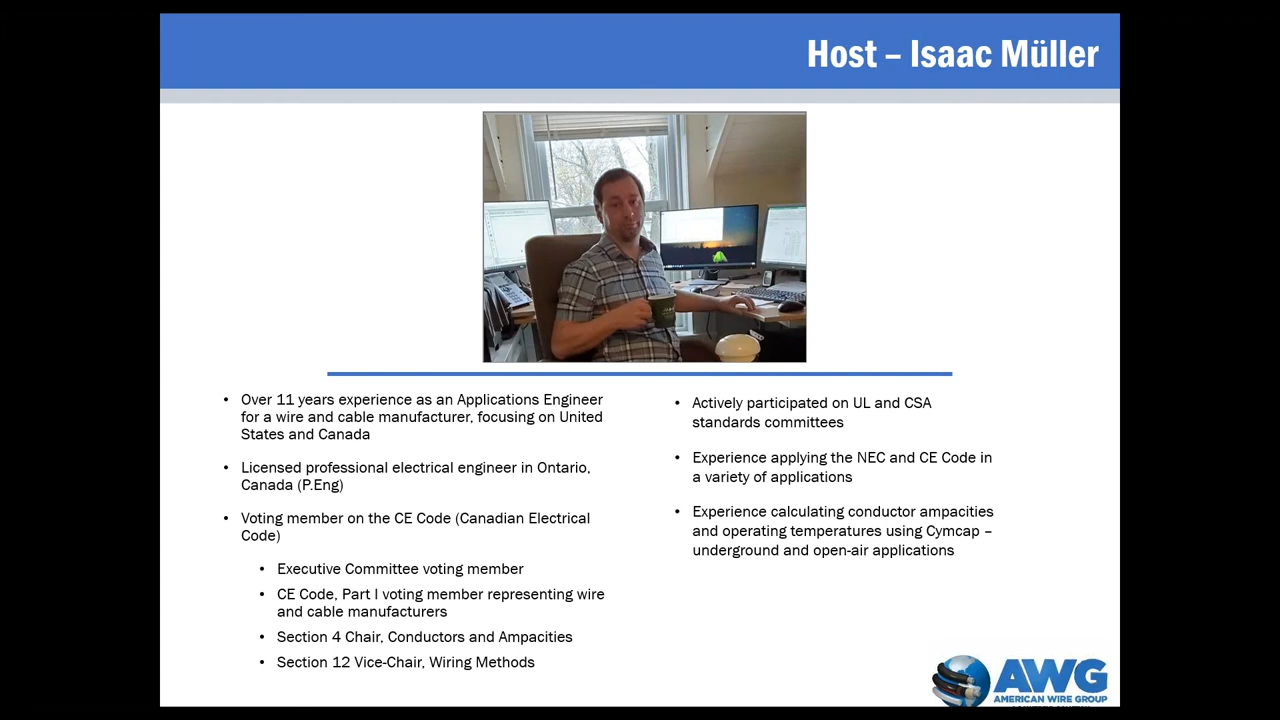 Host – Isaac Müller
• Over 11 years experience as an Applications Engineer
for a wire and cable manufacturer, focusing on United
States and Canada
• Licensed professional electrical engineer in Ontario,
Canada (P.Eng)
• Voting member on the CE Code (Canadian Electrical
Code)
• Executive Committee voting member
• CE Code, Part I voting member representing wire
and cable manufacturers
• Section 4 Chair, Conductors and Ampacities
• Section 12 Vice-Chair, Wiring Methods
• Actively participated on UL and CSA
standards committees
• Experience applying the NEC and CE Code in
a variety of applications
• Experience calculating conductor ampacities
and operating temperatures using Cymcap –
underground and open-air applications
AWG
AMERICAN WIRE GROUP